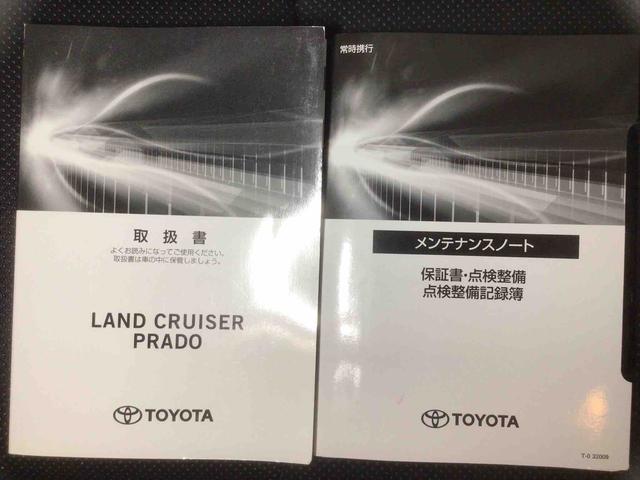 取扱書
よくお読みになってご使用ください。
取扱書は車の中に保管しましょう。
LAND CRUISER
PRADO
TOYOTA
常時携行
メンテナンスノート
保証書・点検整備
点検整備記録簿
TOYOTA
T-0 32009